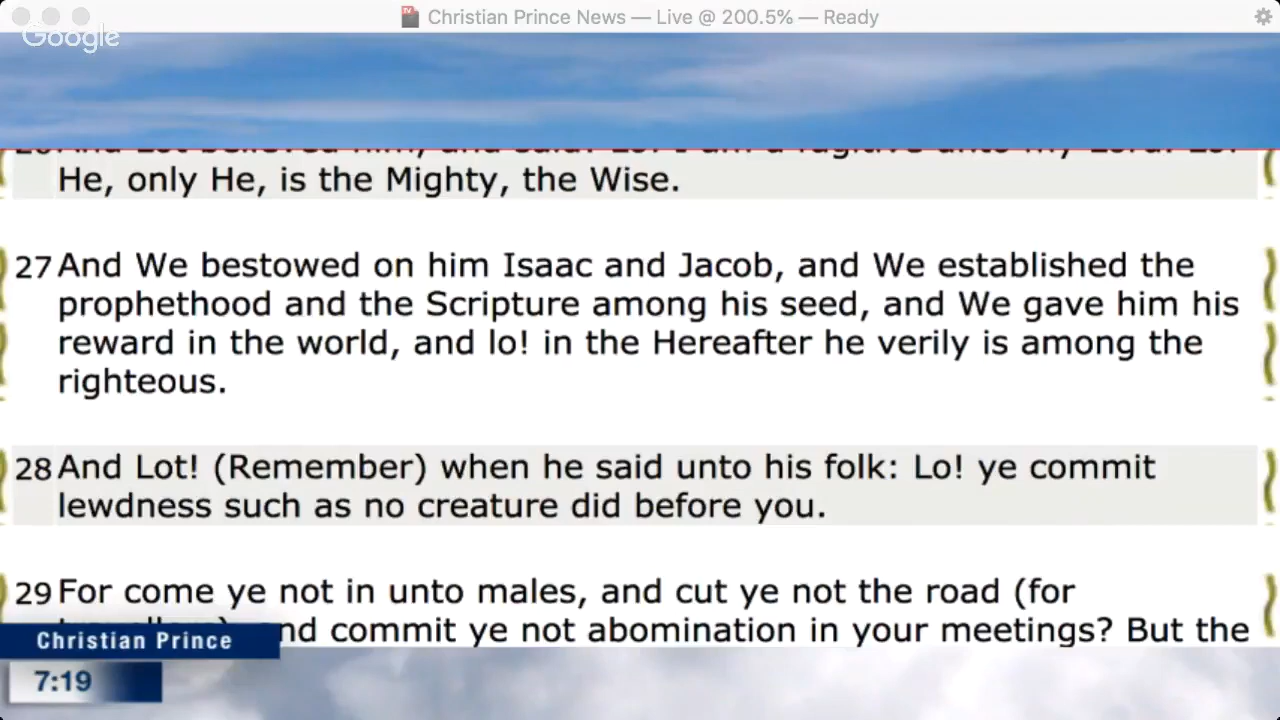 Christian Prince News — Live @ 200.5% — Ready
Google
He, only He, is the Mighty, the Wise.
27 And We bestowed on him Isaac and Jacob, and We established the
prophethood and the Scripture among his seed, and We gave him his
reward in the world, and lo! in the Hereafter he verily is among the
righteous.
28 And Lot! (Remember) when he said unto his folk: Lo! ye commit
lewdness such as no creature did before you.
29 For come ye not in unto males, and cut ye not the road (for
and commit ye not abomination in your meetings? But the
Christian Prince
7:19